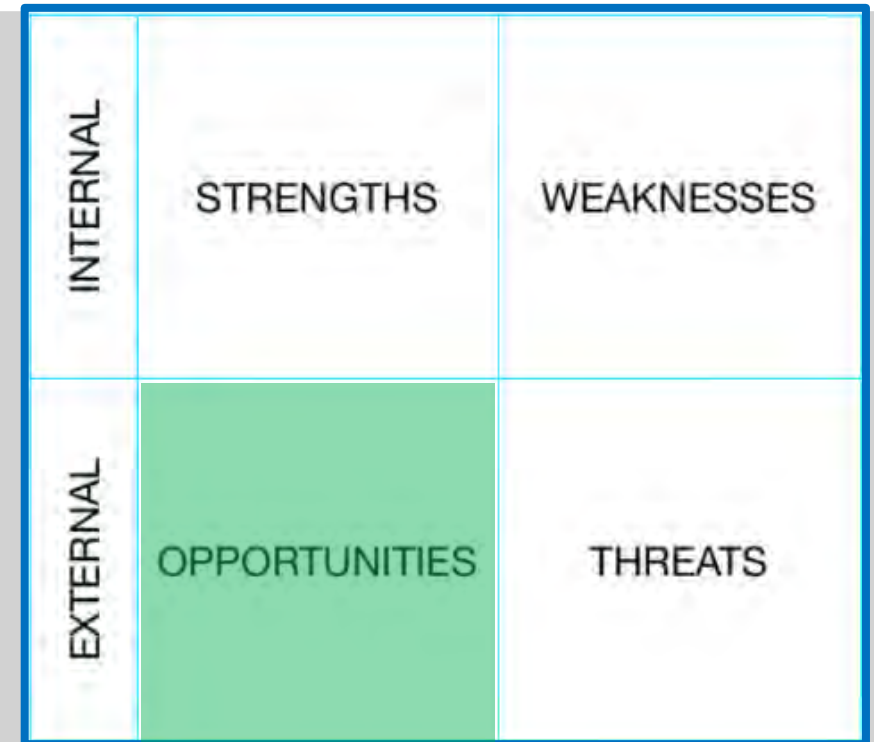 INTERNAL
STRENGTHS
WEAKNESSES
EXTERNAL
OPPORTUNITIES
THREATS